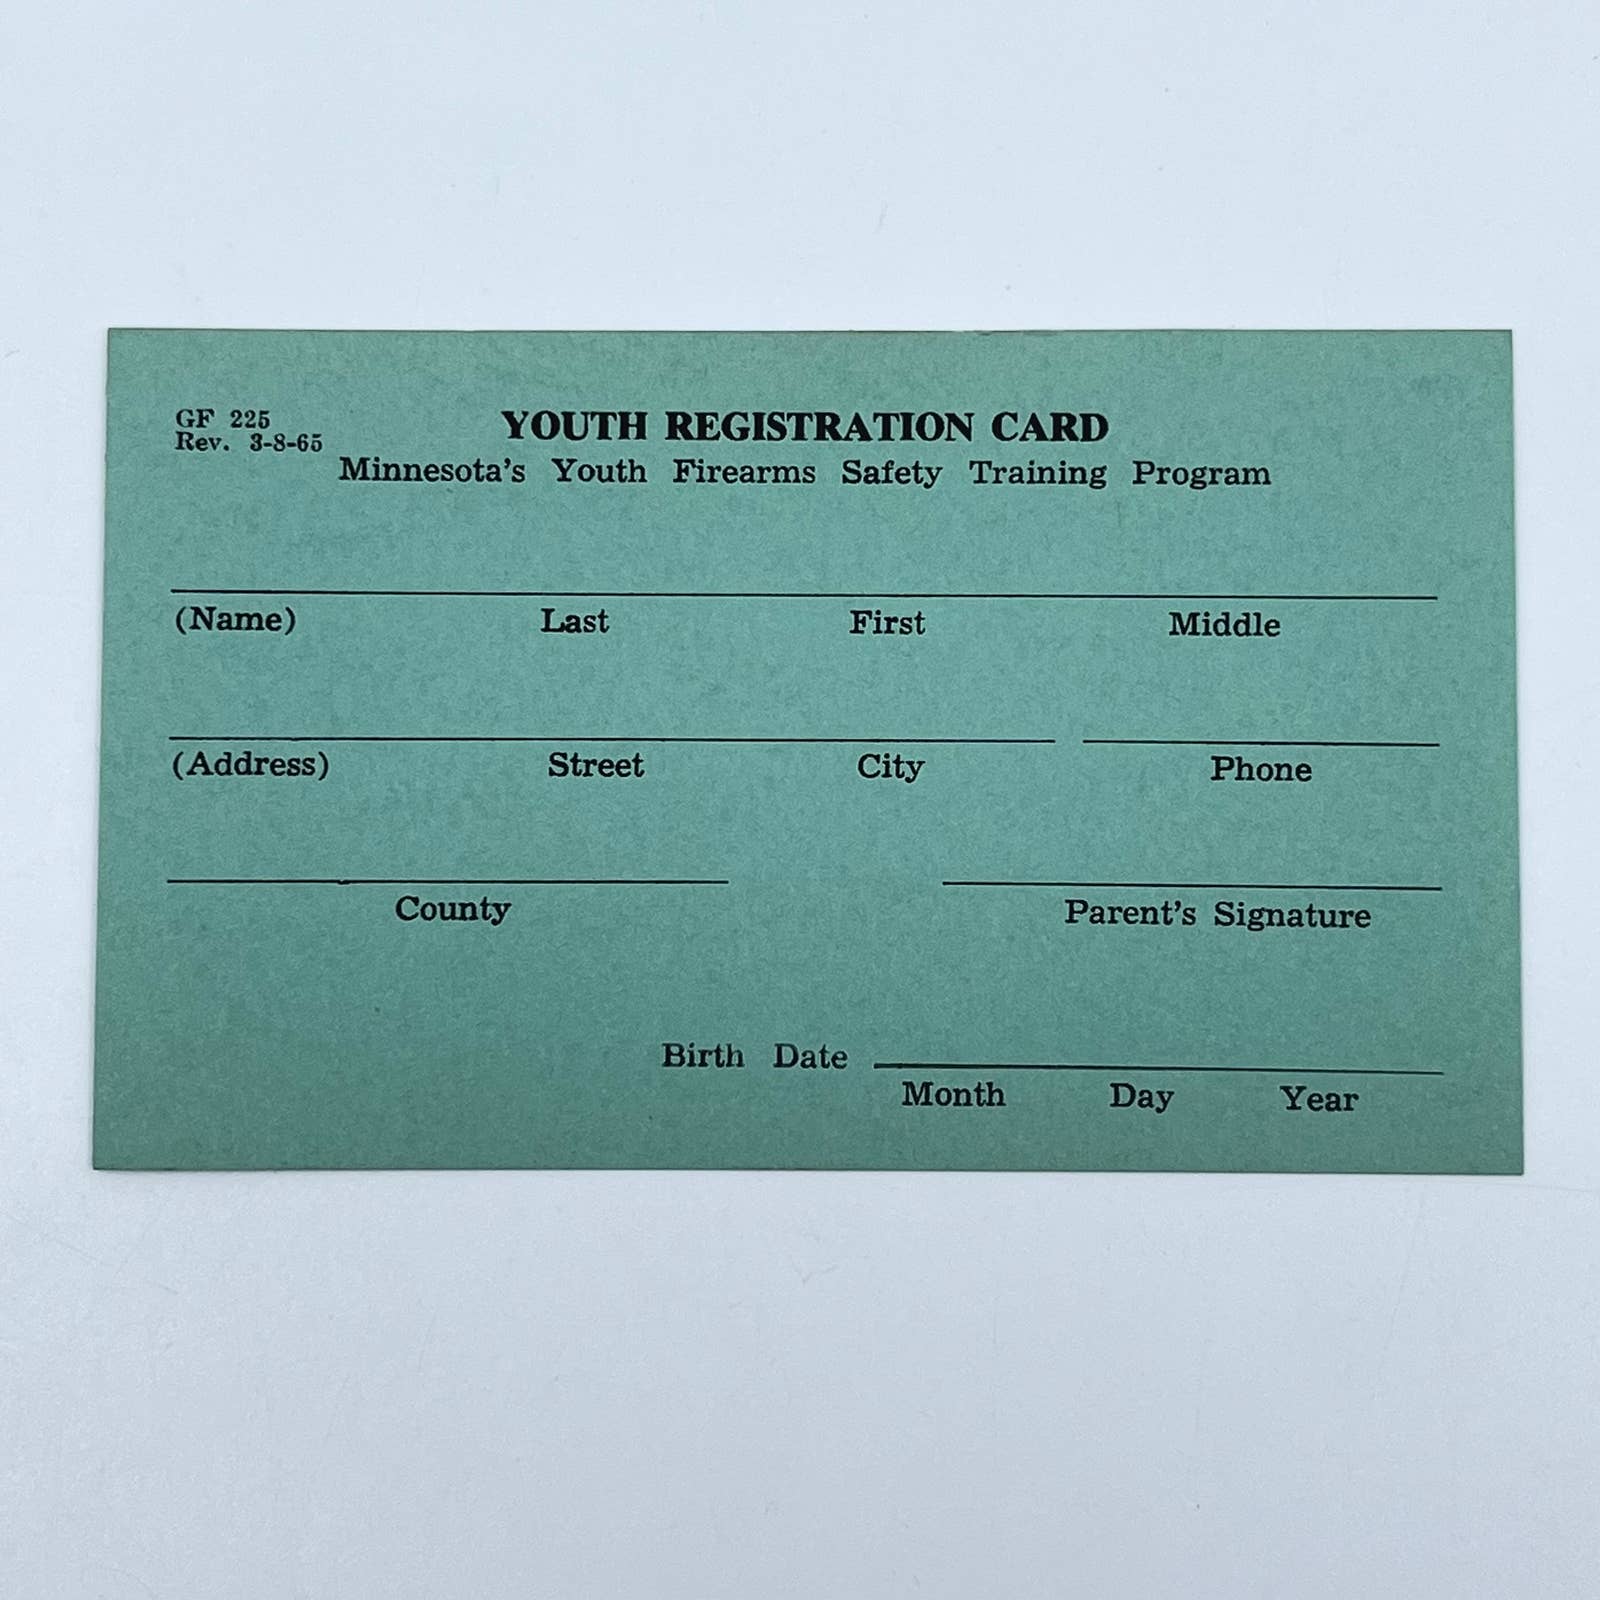 GF 225
Rev. 3-8-65
YOUTH REGISTRATION CARD
Minnesota's Youth Firearms Safety Training Program
(Name) Last First Middle
(Address) Street City Phone
County Parent's Signature
Birth Date
Month Day Year